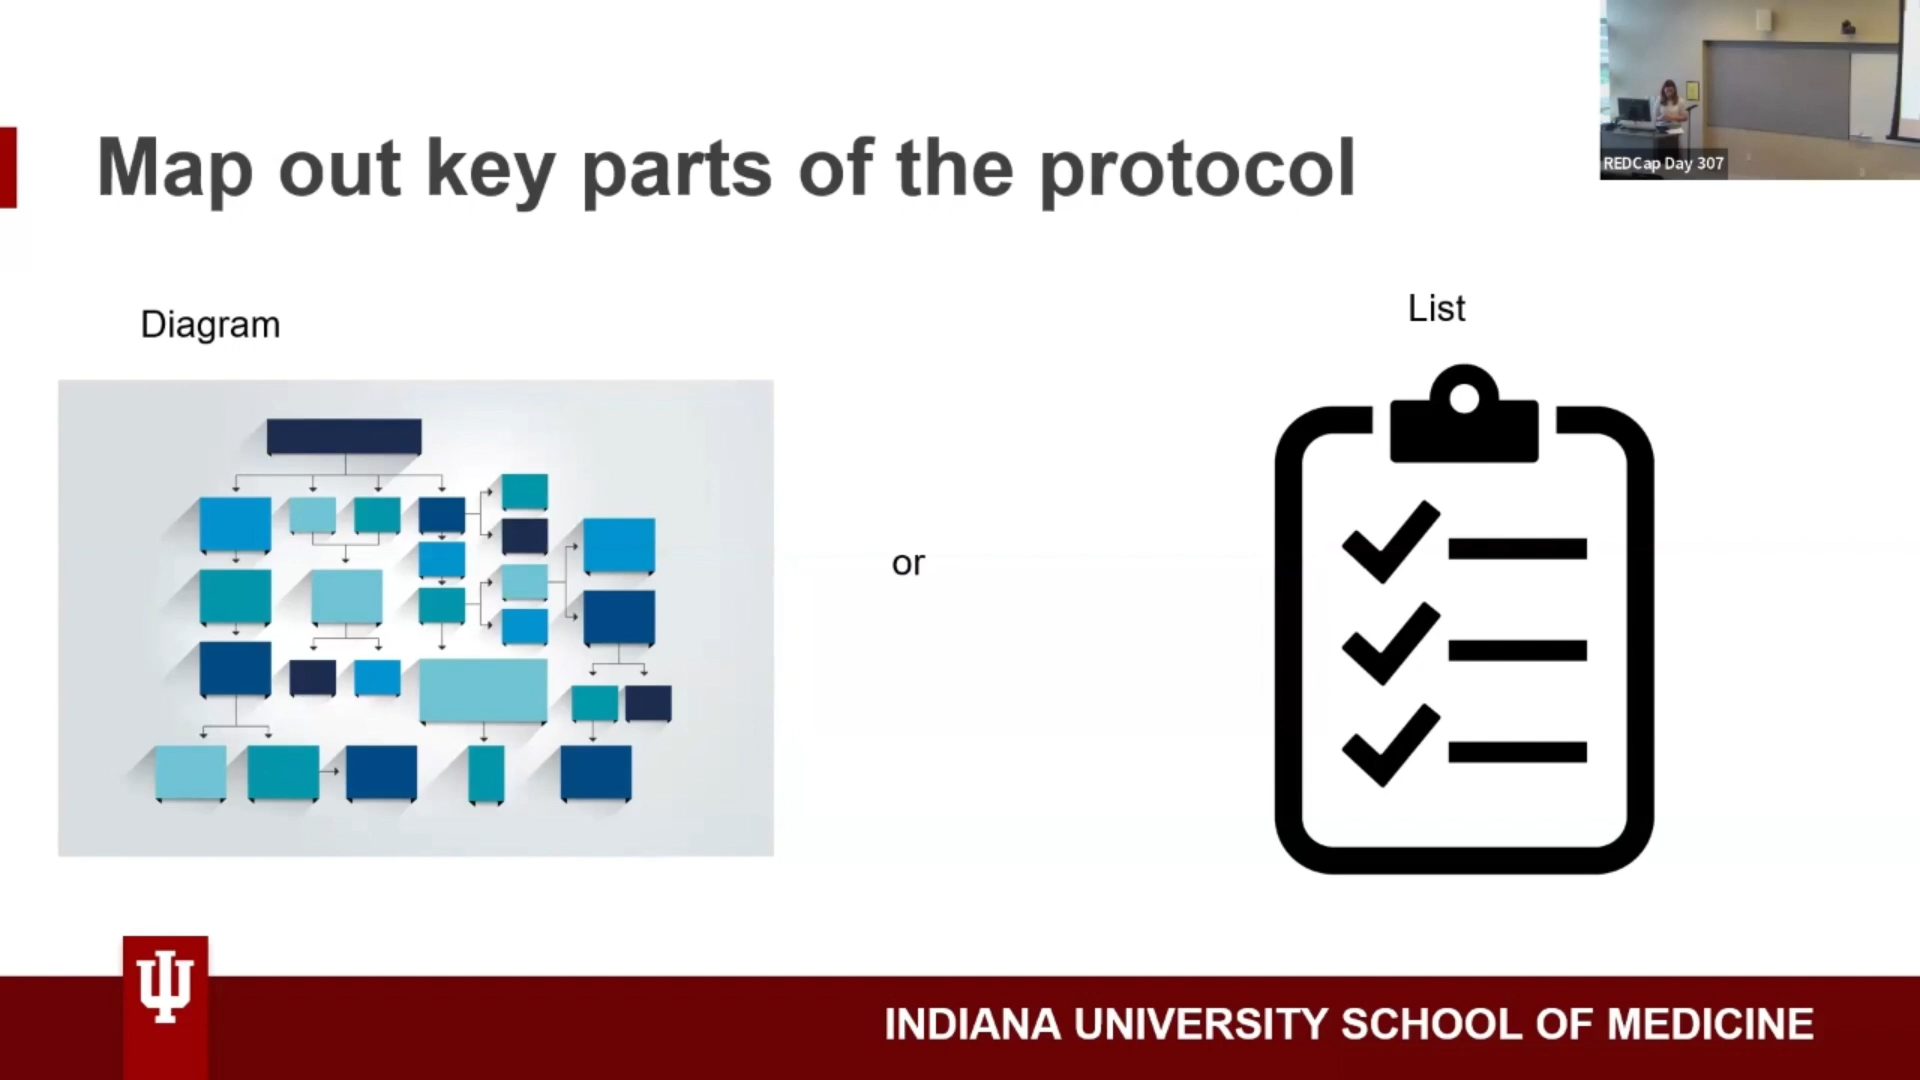 REDCap Day 307
Map out key parts of the protocol
Diagram
List
or
INDIANA UNIVERSITY SCHOOL OF MEDICINE